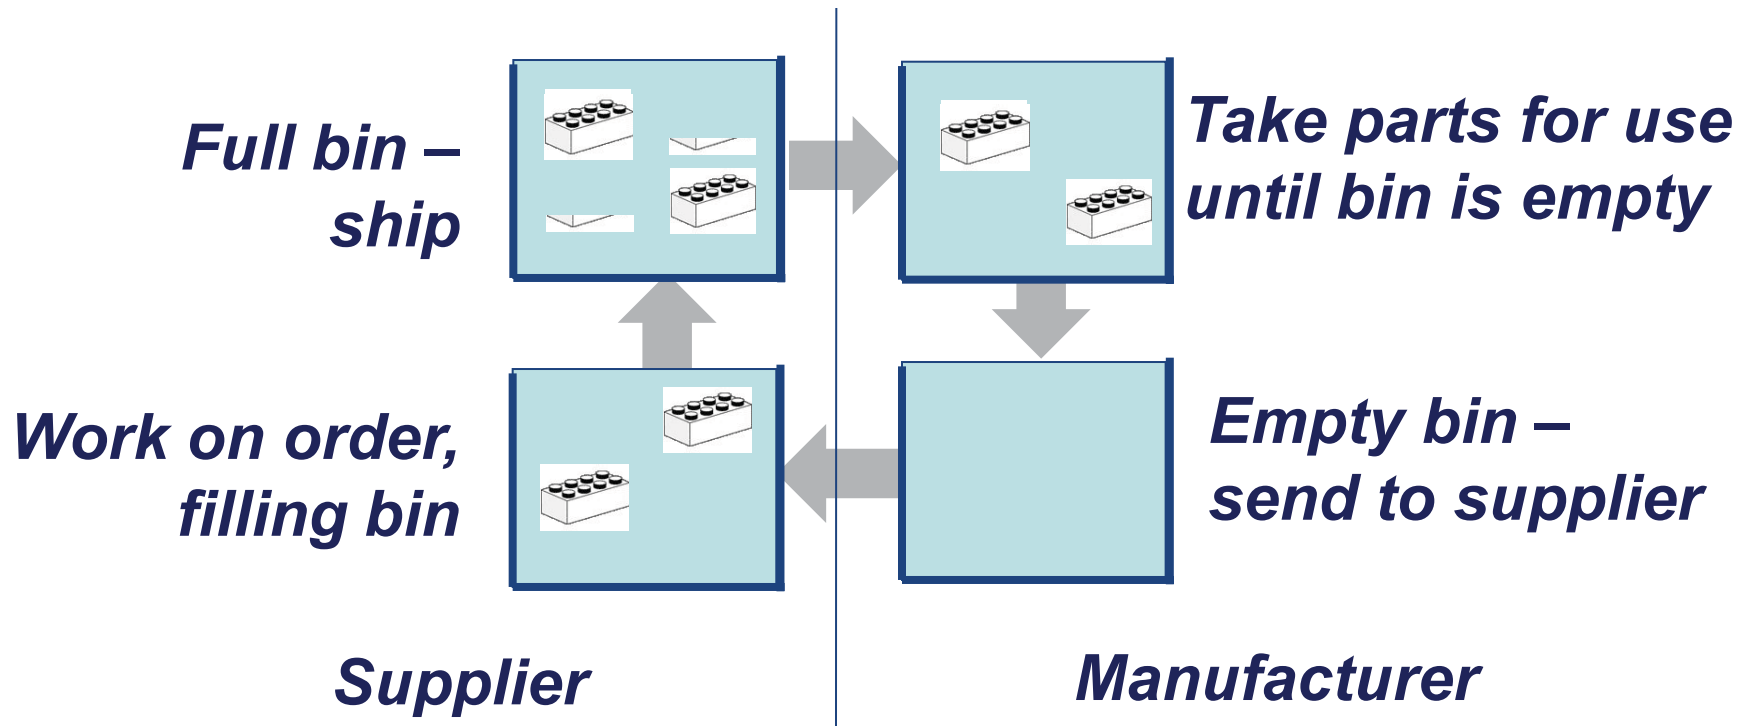 Full bin –
ship
Take parts for use
until bin is empty
Work on order,
filling bin
Empty bin –
send to supplier
Supplier
Manufacturer